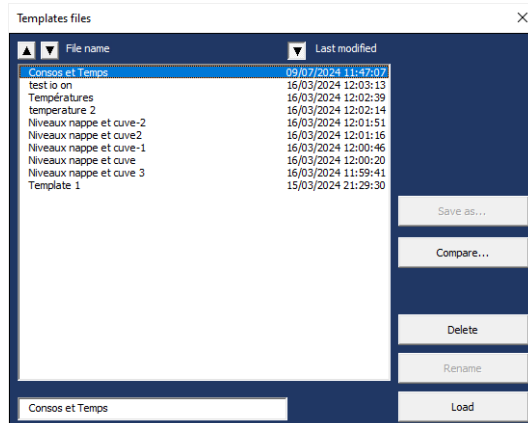 Templates files
File name Last modified
Consos et Temps 09/07/2024 11:47:07
test io on 16/03/2024 12:03:13
Températures 16/03/2024 12:02:39
temperature 2 16/03/2024 12:02:14
Niveaux nappe et cuve-2 16/03/2024 12:01:51
Niveaux nappe et cuve2 16/03/2024 12:01:16
Niveaux nappe et cuve-1 16/03/2024 12:00:46
Niveaux nappe et cuve 16/03/2024 12:00:20
Niveaux nappe et cuve 3 16/03/2024 11:59:41
Template 1 15/03/2024 21:29:30
Save as...
Compare...
Delete
Rename
Consos et Temps
Load